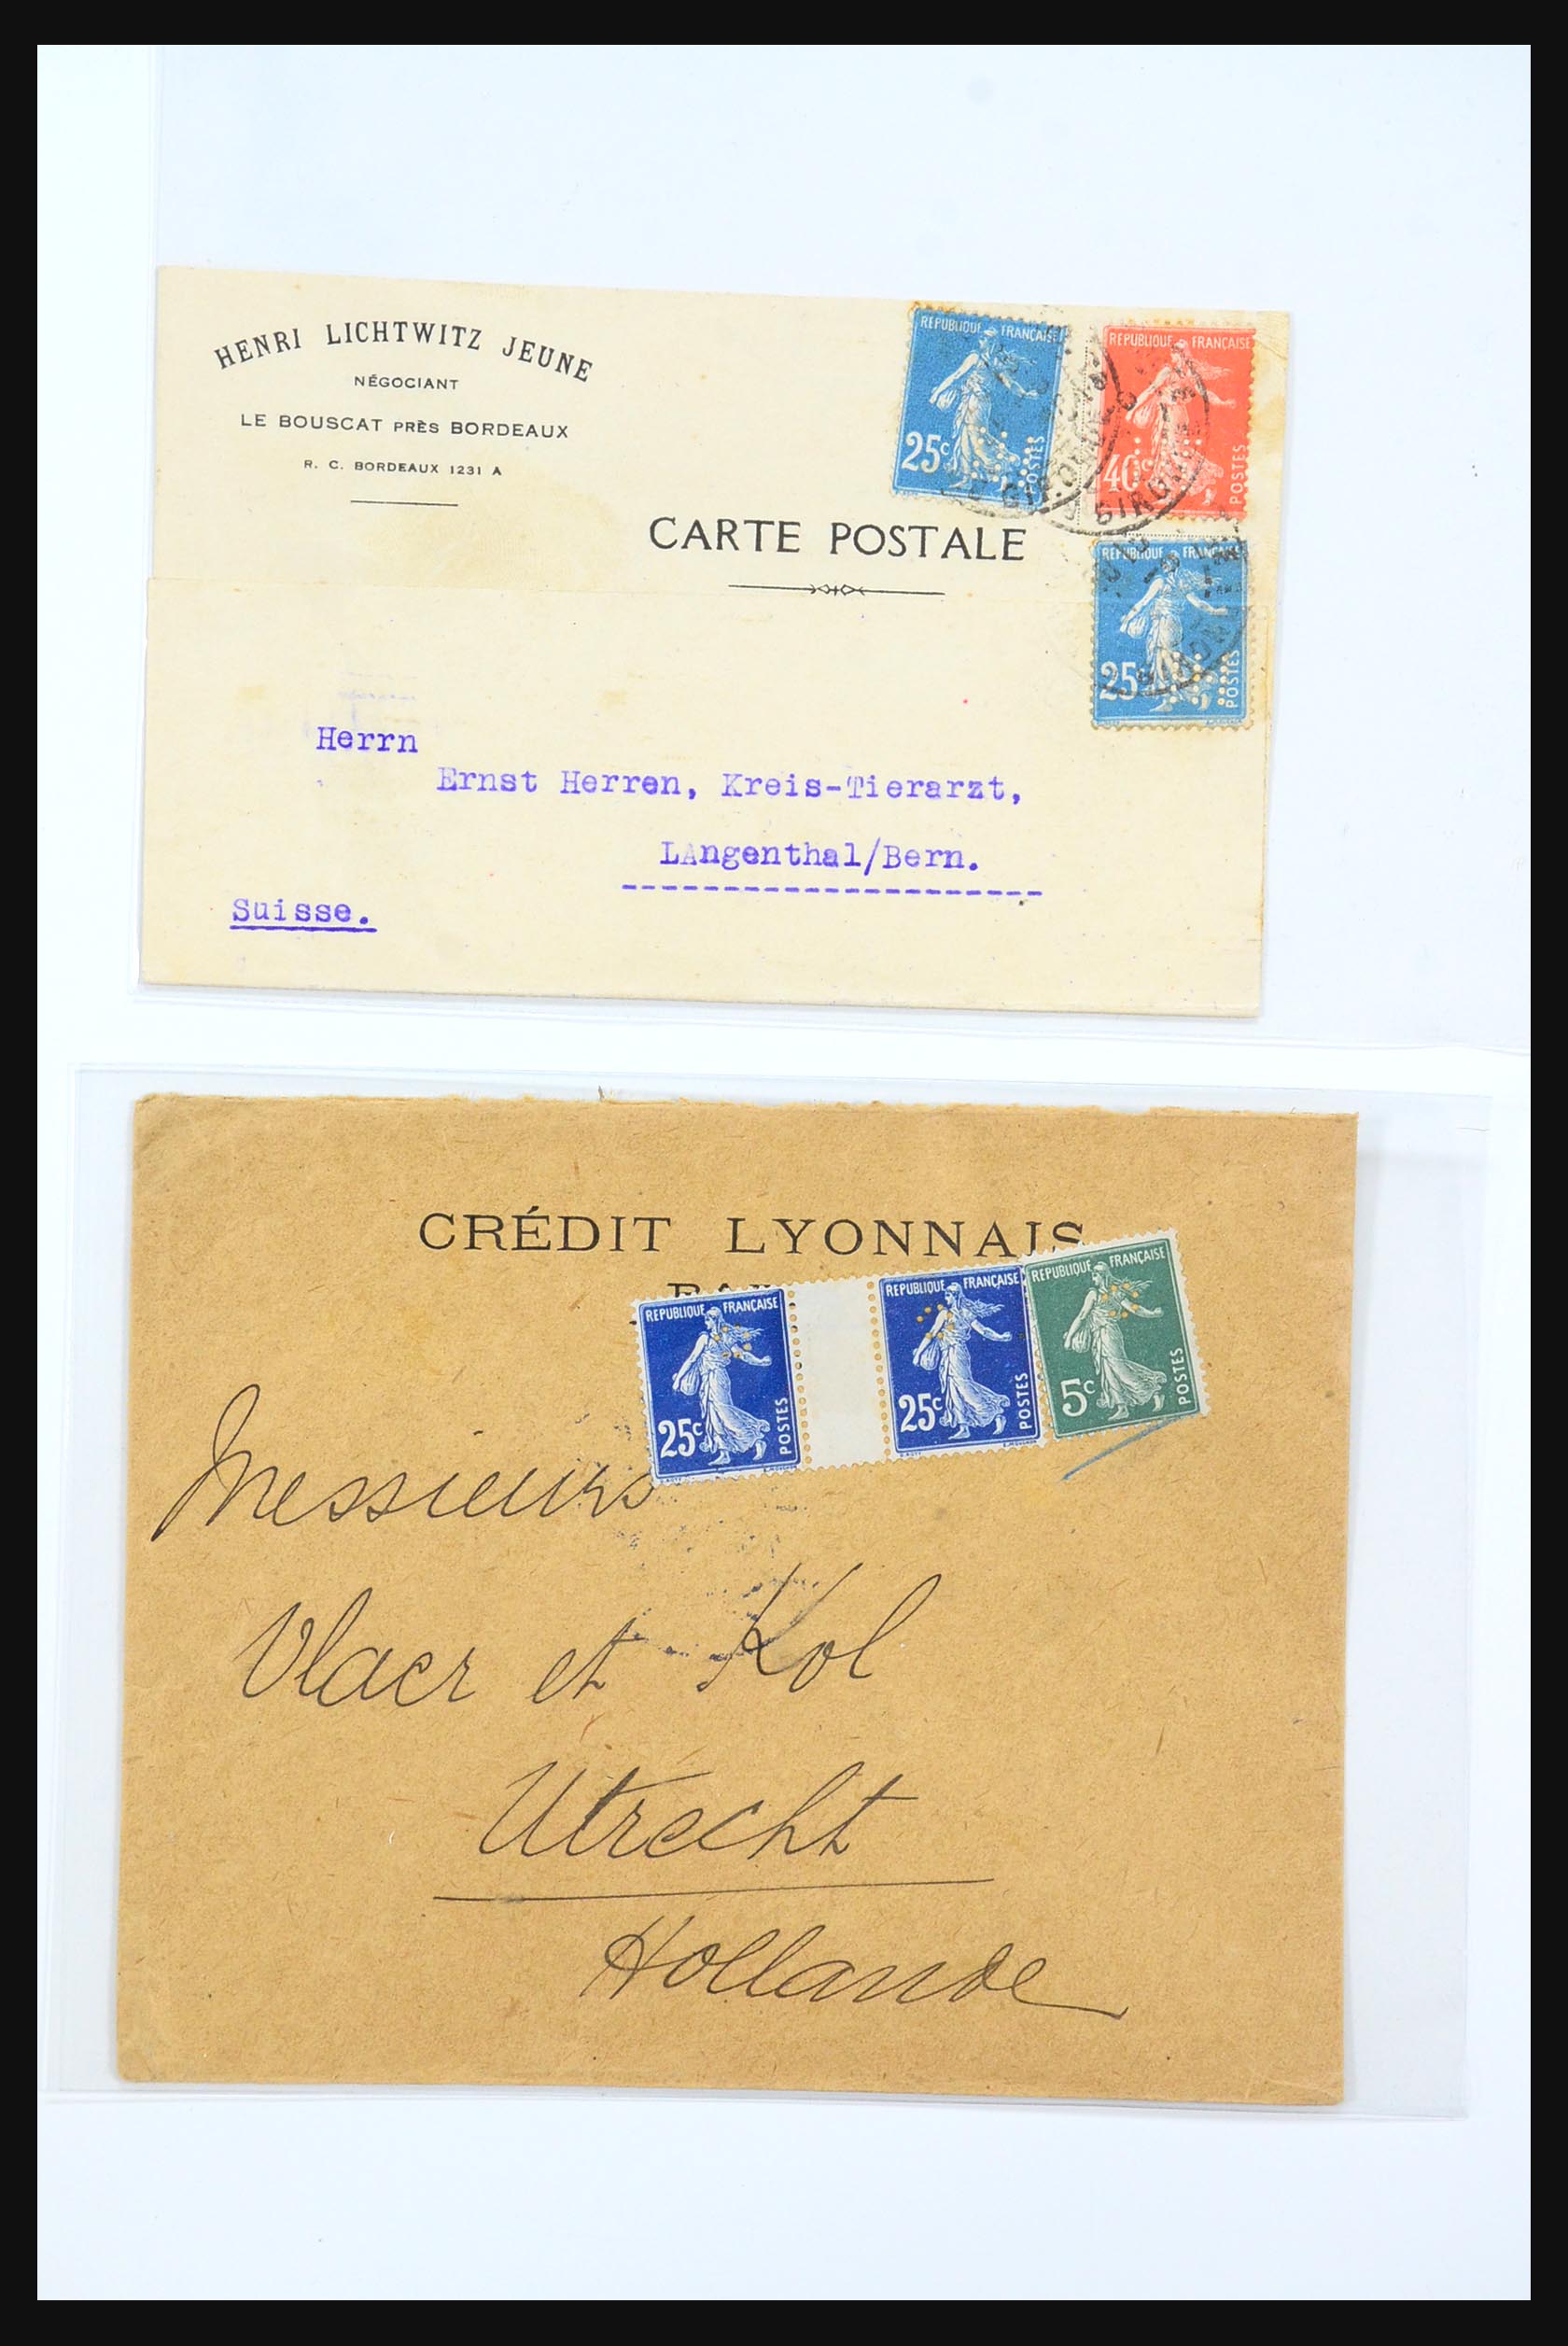 HENRI LICHTWITZ JEUNE
NÉGOCIANT
LE BOUSCAT PRÈS BORDEAUX
R. C. BORDEAUX 1231 A
CARTE POSTALE
REPUBLIQUE FRANÇAISE
25c POSTES
REPUBLIQUE FRANÇAISE
40c POSTES
REPUBLIQUE FRANÇAISE
25c POSTES
GIRONDE
GIRONDE
Herrn
Ernst Herren, Kreis-Tierarzt,
LAngenthal/Bern.
Suisse.
CRÉDIT LYONNAIS
REPUBLIQUE FRANÇAISE
25c POSTES
REPUBLIQUE FRANÇAISE
25c POSTES
REPUBLIQUE FRANÇAISE
5c POSTES
Messieurs
Vlaer et Kol
Utrecht
Hollande